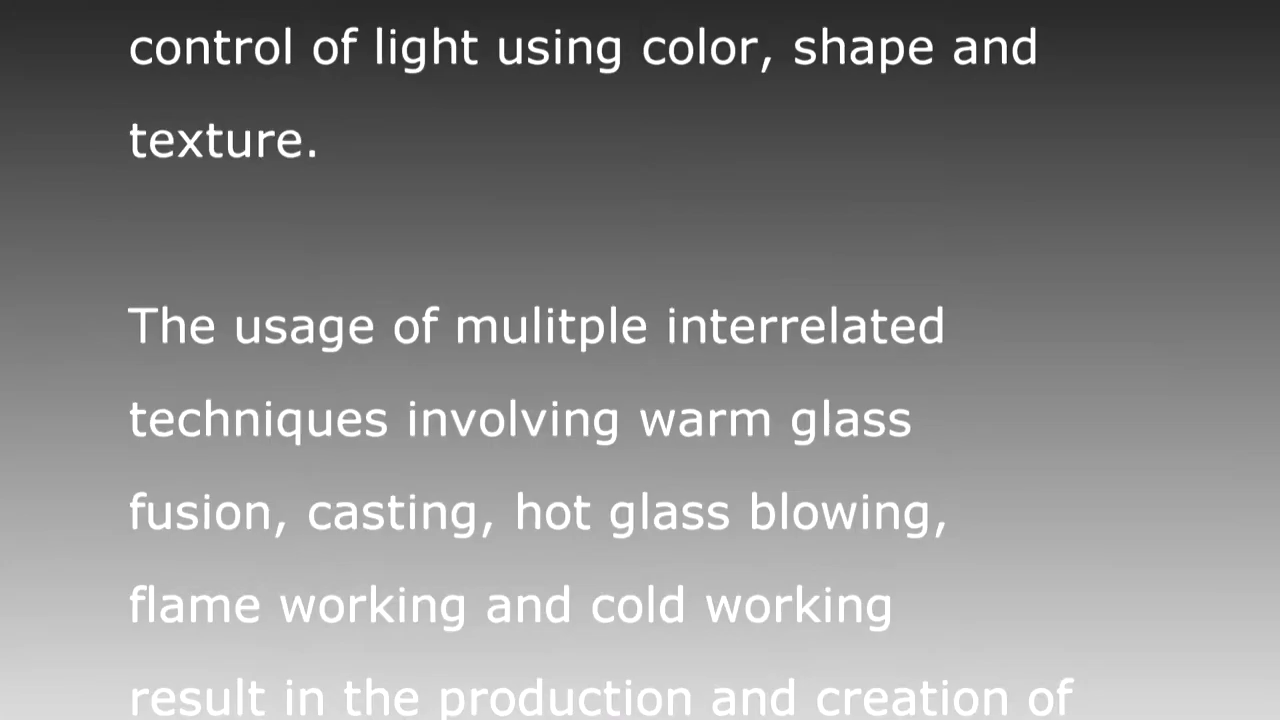 control of light using color, shape and
texture.
The usage of mulitple interrelated
techniques involving warm glass
fusion, casting, hot glass blowing,
flame working and cold working
result in the production and creation of